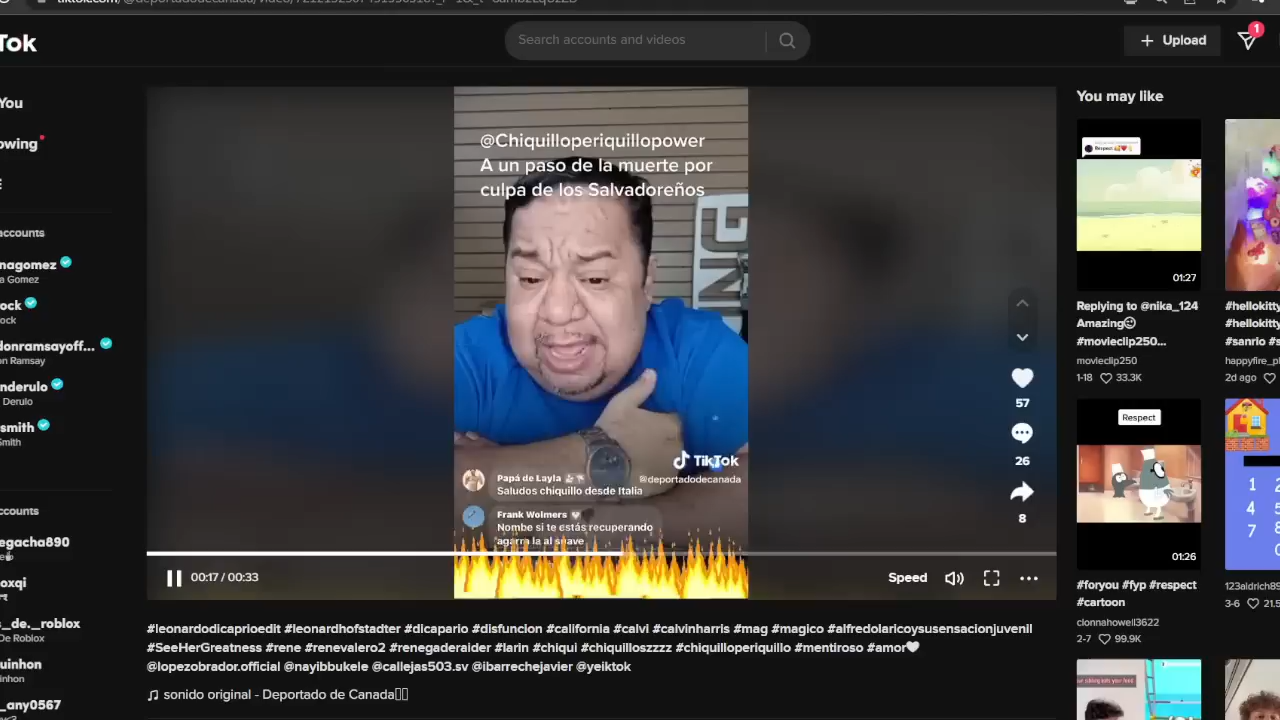 Tok
Search accounts and videos
Upload
1
You
owing
accounts
nagomez
a Gomez
ock
ock
donramsayoff...
n Ramsay
nderulo
Derulo
smith
Smith
ccounts
egacha890
oxqi
s_de._roblox
De Roblox
uinhon
inhon
_any0567
@Chiquilloperiquillopower
A un paso de la muerte por
culpa de los Salvadoreños
TikTok
@deportadodecanada
Papá de Layla
Saludos chiquillo desde Italia
Frank Wolmers
Nombe si te estás recuperando
agarra la al suave
57
26
8
00:17 / 00:33
Speed
#leonardodicaprioedit #leonardhofstadter #dicapario #disfuncion #california #calvi #calvinharris #mag #magico #alfredolaricoysusensacionjuvenil
#SeeHerGreatness #rene #renevalero2 #renegaderaider #larin #chiqui #chiquilloszzzz #chiquilloperiquillo #mentiroso #amor🤍
@lopezobrador.official @nayibbukele @callejas503.sv @ibarrechejavier @yeiktok
♫ sonido original - Deportado de Canada
You may like
Respect
01:27
Replying to @nika_124
Amazing
#movieclip250...
movieclip250
1-18 33.3K
#hellokitty
#hellokitty
#sanrio #s
happyfire_pl
2d ago
Respect
01:26
#foryou #fyp #respect
#cartoon
clonnahowell3622
2-7 99.9K
1 2
4 5
7 8
0
123aldrich89
3-6 21.5